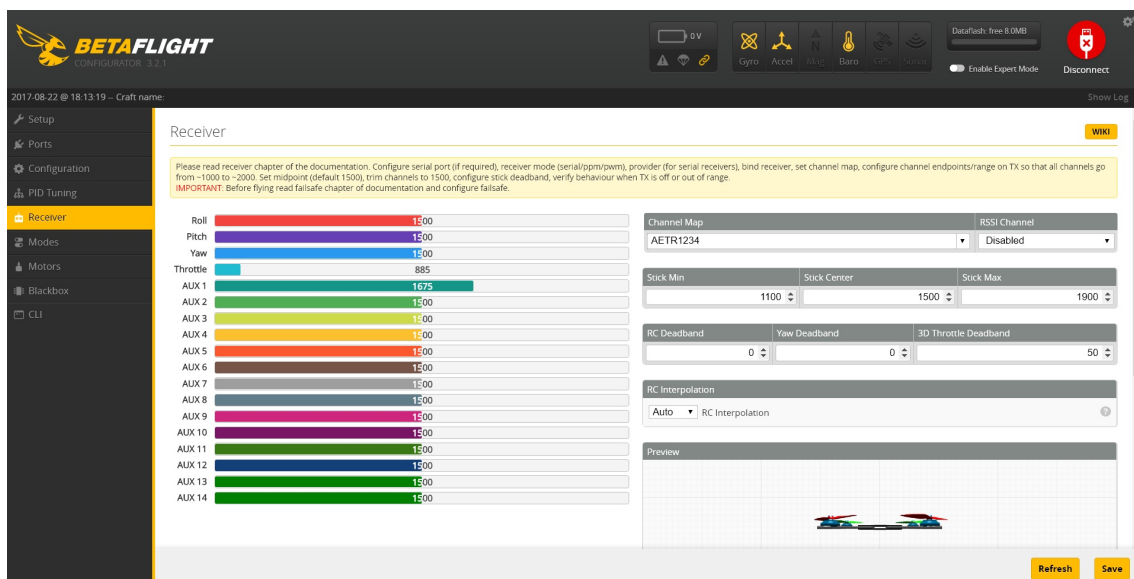 BETAFLIGHT
CONFIGURATOR 3.2.1
0 V
Gyro Accel Mag Baro GPS Sonar
Dataflash: free 8.0MB
Enable Expert Mode
Disconnect
2017-08-22 @ 18:13:19 -- Craft name:
Show Log
Setup
Ports
Configuration
PID Tuning
Receiver
Modes
Motors
Blackbox
CLI
Receiver
WIKI
Please read receiver chapter of the documentation. Configure serial port (if required), receiver mode (serial/ppm/pwm), provider (for serial receivers), bind receiver, set channel map, configure channel endpoints/range on TX so that all channels go
from ~1000 to ~2000. Set midpoint (default 1500), trim channels to 1500, configure stick deadband, verify behaviour when TX is off or out of range.
IMPORTANT: Before flying read failsafe chapter of documentation and configure failsafe.
Roll 1500
Pitch 1500
Yaw 1500
Throttle 885
AUX 1 1675
AUX 2 1500
AUX 3 1500
AUX 4 1500
AUX 5 1500
AUX 6 1500
AUX 7 1500
AUX 8 1500
AUX 9 1500
AUX 10 1500
AUX 11 1500
AUX 12 1500
AUX 13 1500
AUX 14 1500
Channel Map RSSI Channel
AETR1234 Disabled
Stick Min Stick Center Stick Max
1100 1500 1900
RC Deadband Yaw Deadband 3D Throttle Deadband
0 0 50
RC Interpolation
Auto RC Interpolation
Preview
Refresh Save